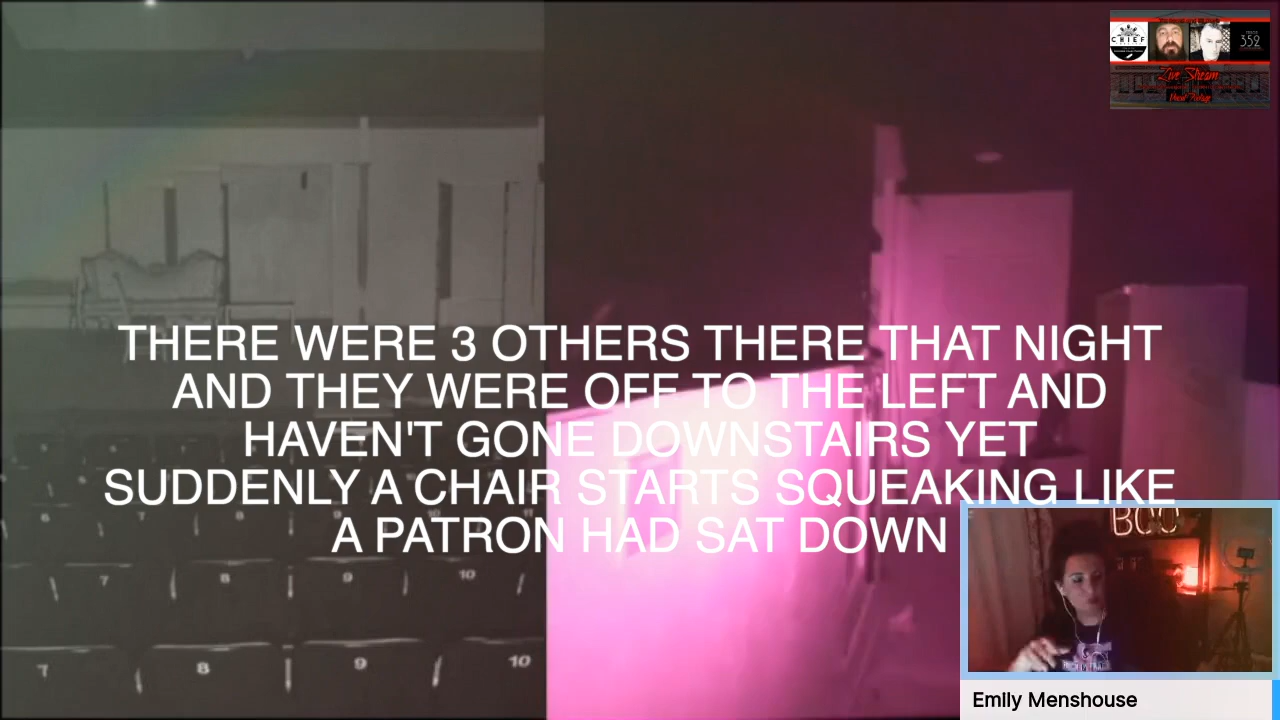 CHIEF
352
Live Stream
THERE WERE 3 OTHERS THERE THAT NIGHT
AND THEY WERE OFF TO THE LEFT AND
HAVEN'T GONE DOWNSTAIRS YET
SUDDENLY A CHAIR STARTS SQUEAKING LIKE
A PATRON HAD SAT DOWN
BOO
7
8
9
10
7
8
9
10
Emily Menshouse